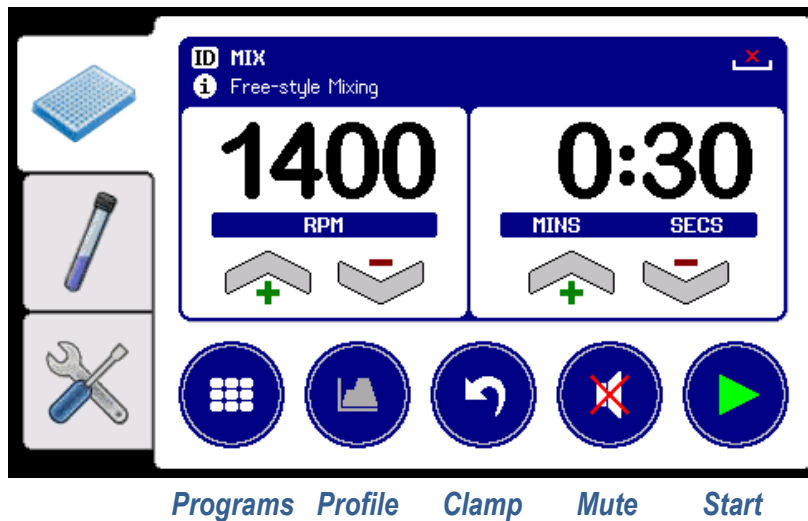 ID MIX
i Free-style Mixing
1400 0:30
RPM MINS SECS
Programs Profile Clamp Mute Start